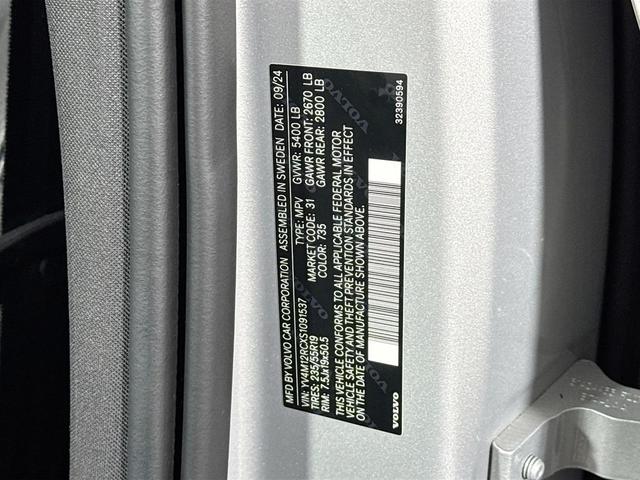 MFD BY VOLVO CAR CORPORATION ASSEMBLED IN SWEDEN DATE: 09/24
GVWR: 5400 LB
GAWR FRONT: 2670 LB
GAWR REAR: 2800 LB
VIN: YV4M12RCXS1091537 TYPE: MPV
TIRES: 235/55R19 MARKET CODE: 31
RIM: 7.5Jx19x50.5 COLOR: 735
THIS VEHICLE CONFORMS TO ALL APPLICABLE FEDERAL MOTOR
VEHICLE SAFETY AND THEFT PREVENTION STANDARDS IN EFFECT
ON THE DATE OF MANUFACTURE SHOWN ABOVE.
VOLVO
32390594